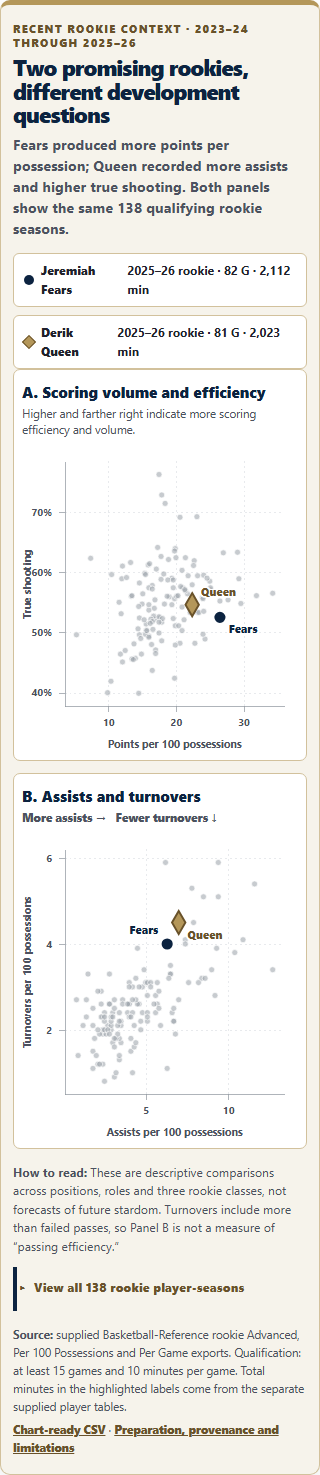 RECENT ROOKIE CONTEXT · 2023–24
THROUGH 2025–26
Two promising rookies,
different development
questions
Fears produced more points per
possession; Queen recorded more assists
and higher true shooting. Both panels
show the same 138 qualifying rookie
seasons.
Jeremiah
Fears
2025–26 rookie · 82 G · 2,112
min
Derik
Queen
2025–26 rookie · 81 G · 2,023
min
A. Scoring volume and efficiency
Higher and farther right indicate more scoring
efficiency and volume.
True shooting
70%
60%
50%
40%
Queen
Fears
10
20
30
Points per 100 possessions
B. Assists and turnovers
More assists → Fewer turnovers ↓
Turnovers per 100 possessions
6
4
2
Fears
Queen
5
10
Assists per 100 possessions
How to read: These are descriptive comparisons
across positions, roles and three rookie classes, not
forecasts of future stardom. Turnovers include more
than failed passes, so Panel B is not a measure of
“passing efficiency.”
▸ View all 138 rookie player-seasons
Source: supplied Basketball-Reference rookie Advanced,
Per 100 Possessions and Per Game exports. Qualification:
at least 15 games and 10 minutes per game. Total
minutes in the highlighted labels come from the separate
supplied player tables.
Chart-ready CSV · Preparation, provenance and
limitations